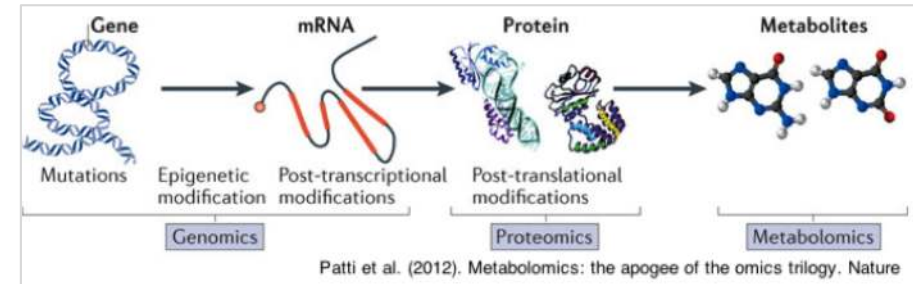 Gene mRNA Protein Metabolites
Mutations Epigenetic modification Post-transcriptional modifications Post-translational modifications
Genomics Proteomics Metabolomics
Patti et al. (2012). Metabolomics: the apogee of the omics trilogy. Nature